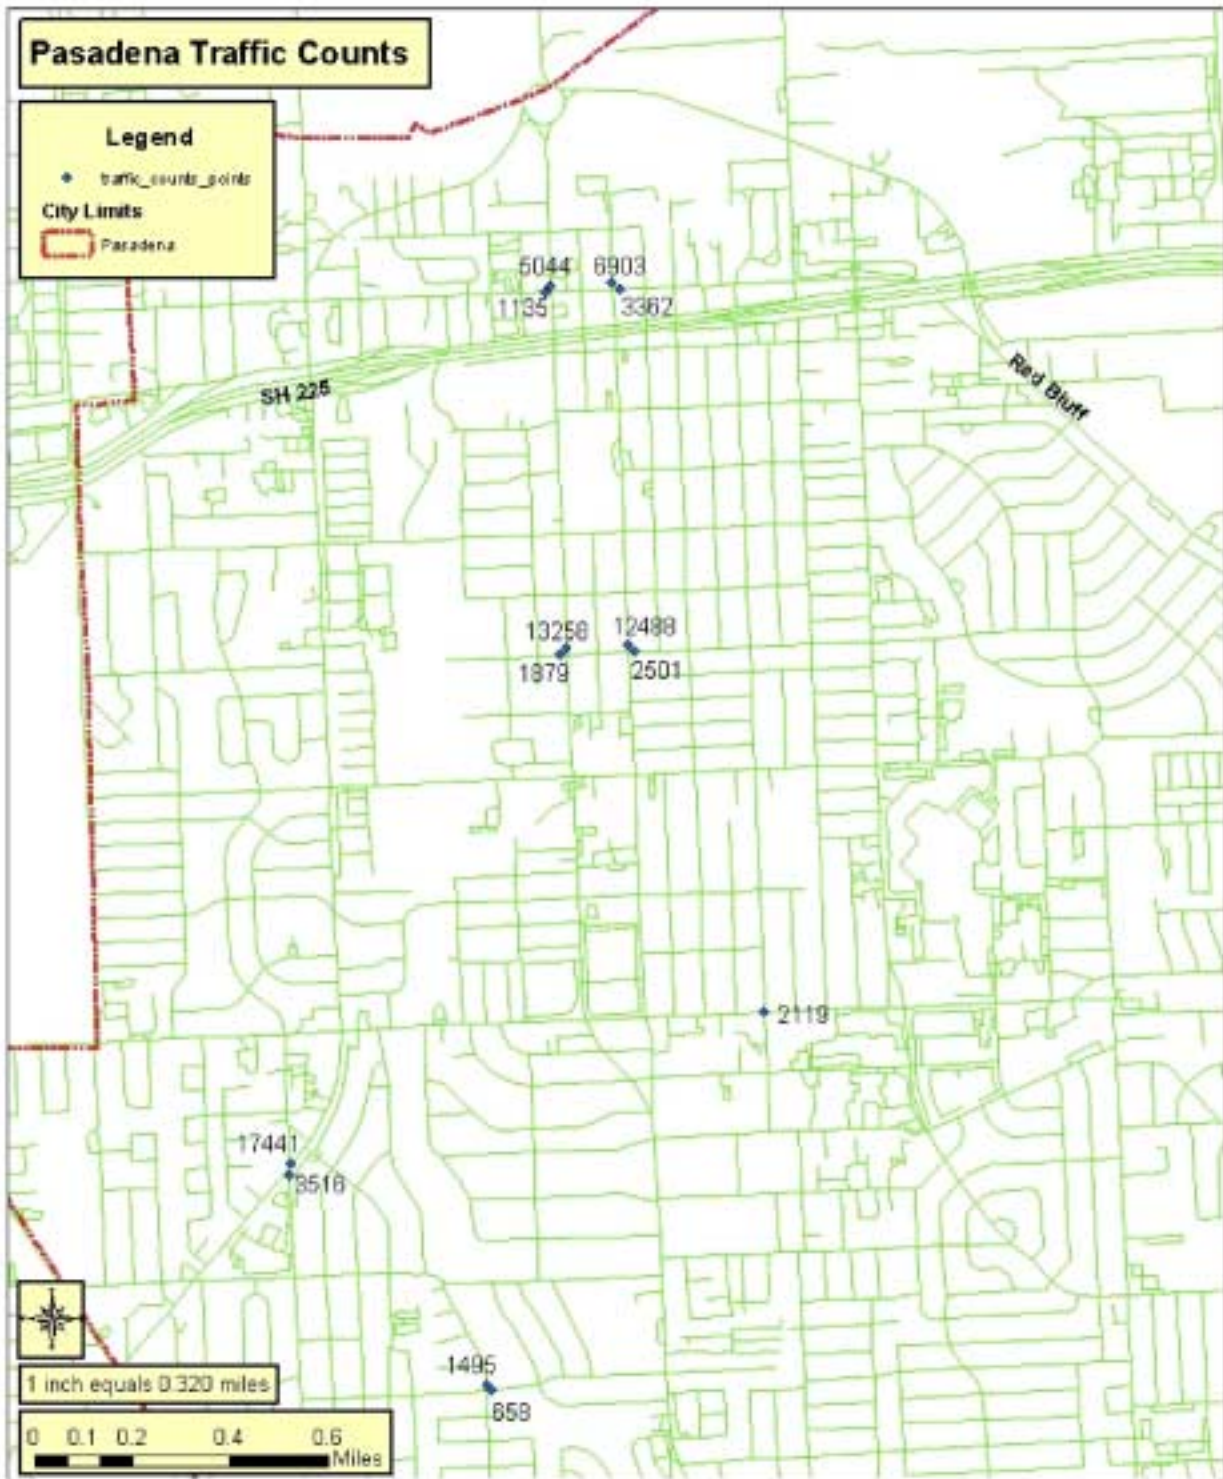 Pasadena Traffic Counts
Legend
traffic_counts_points
City Limits
Pasadena
5044
6903
1135
3362
SH 225
Red Bluff
13258
12488
1879
2501
2119
17441
3516
1495
658
1 inch equals 0.320 miles
0 0.1 0.2 0.4 0.6
Miles